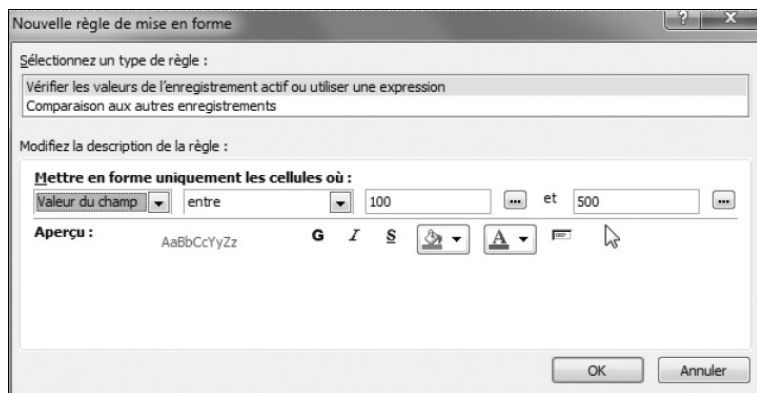 Nouvelle règle de mise en forme
Sélectionnez un type de règle :
Vérifier les valeurs de l'enregistrement actif ou utiliser une expression
Comparaison aux autres enregistrements
Modifiez la description de la règle :
Mettre en forme uniquement les cellules où :
Valeur du champ entre 100 ... et 500 ...
Aperçu : AaBbCcYyZz G I S A
OK Annuler